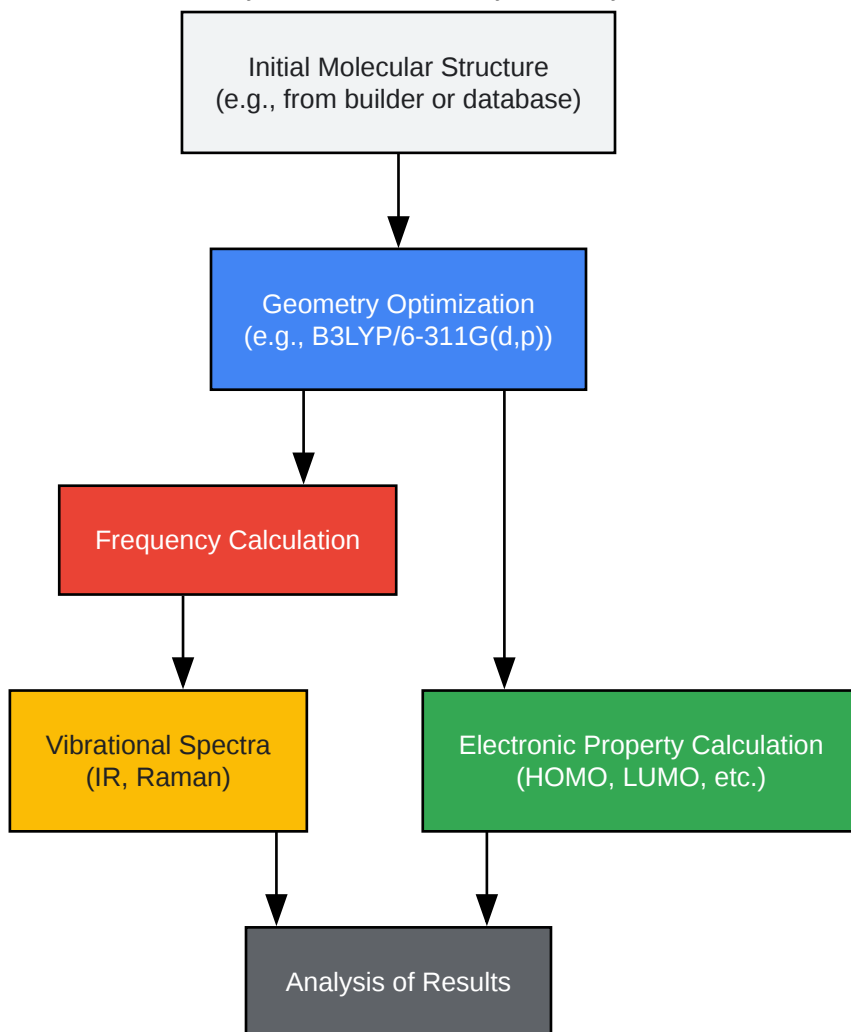 Initial Molecular Structure
(e.g., from builder or database)
Geometry Optimization
(e.g., B3LYP/6-311G(d,p))
Frequency Calculation
Vibrational Spectra
(IR, Raman)
Electronic Property Calculation
(HOMO, LUMO, etc.)
Analysis of Results